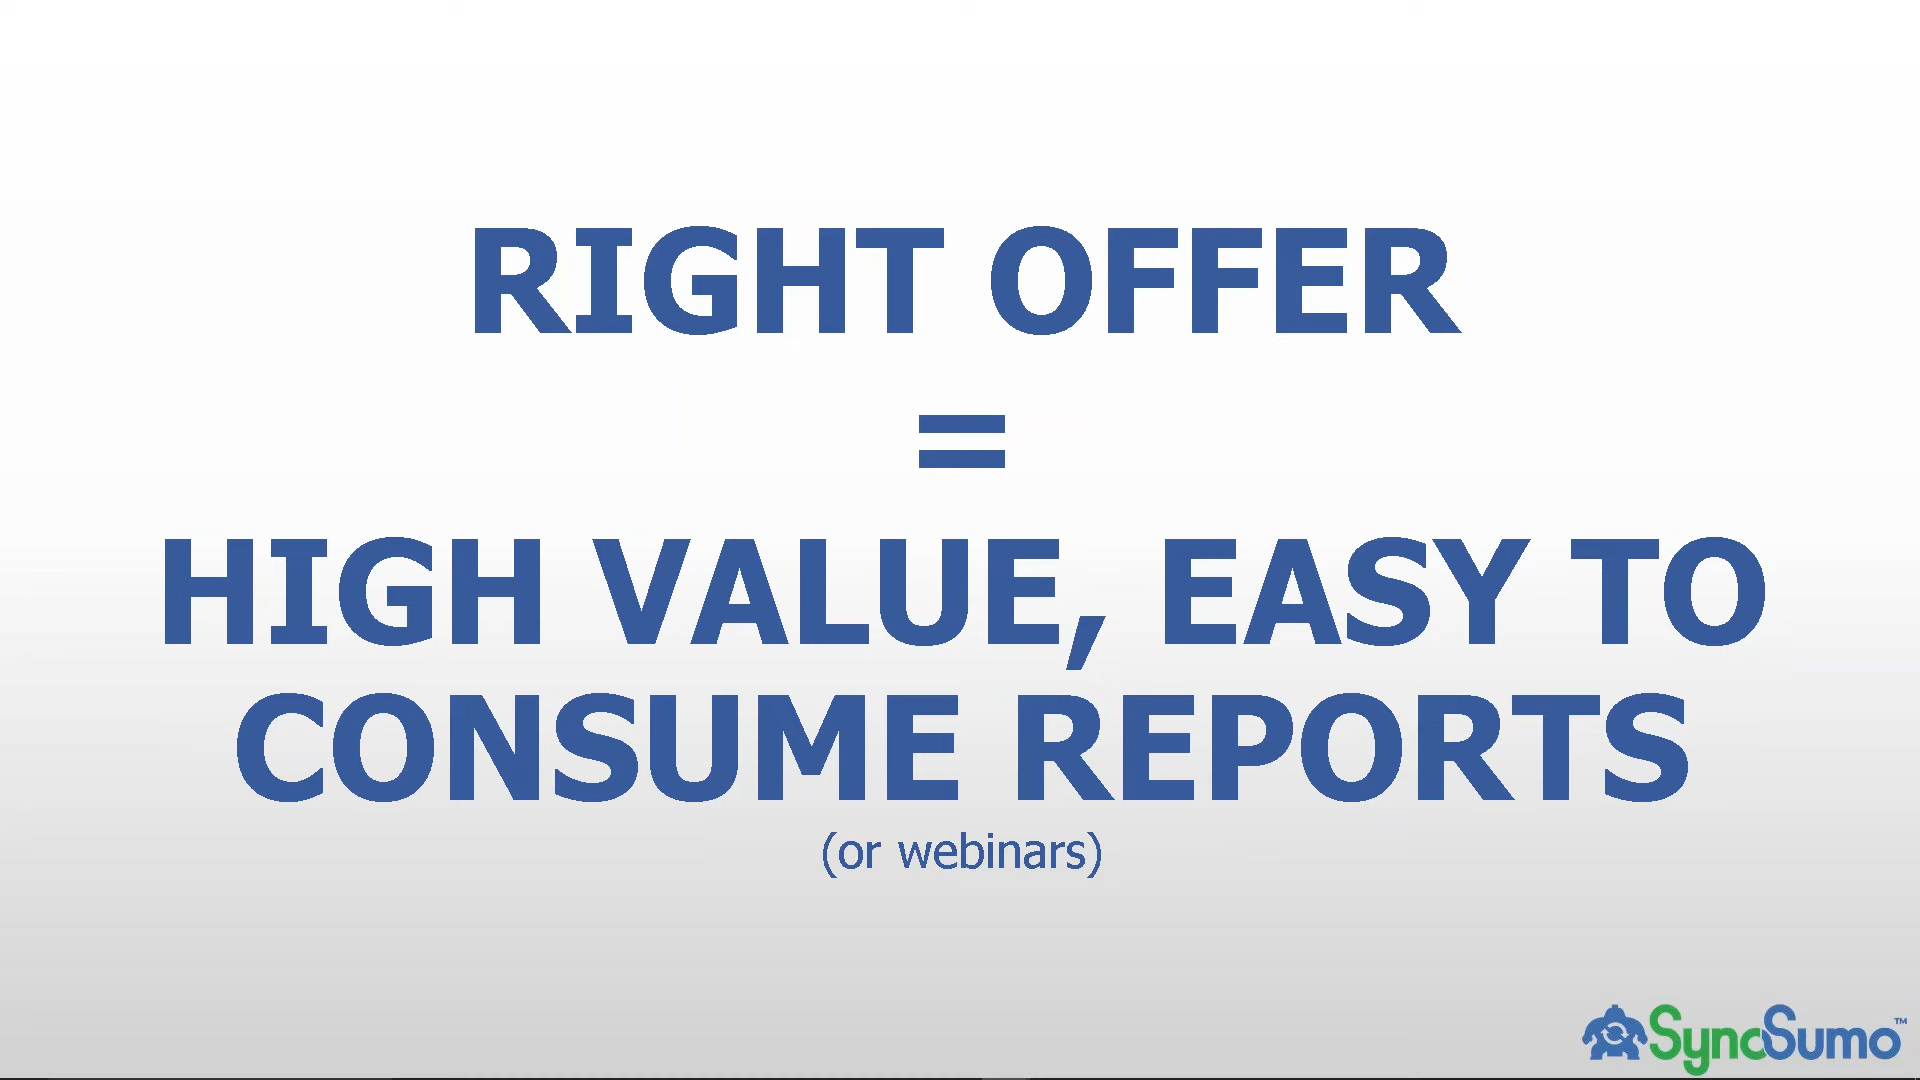 RIGHT OFFER
=
HIGH VALUE, EASY TO
CONSUME REPORTS
(or webinars)
SyncSumo™